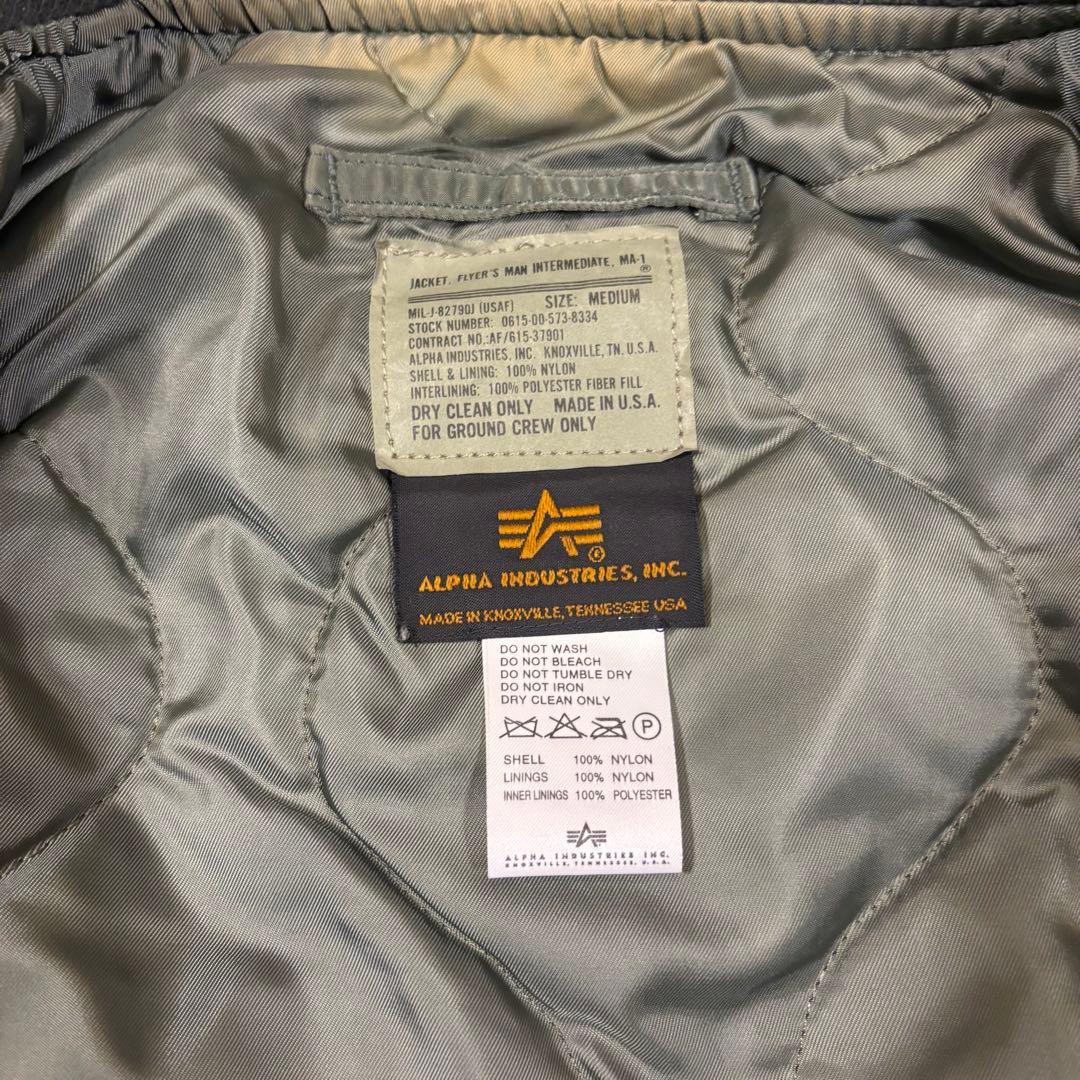 JACKET, FLYER'S MAN INTERMEDIATE, MA-1®
MIL-J-8279DJ (USAF) SIZE: MEDIUM
STOCK NUMBER: 0615-00-573-8334
CONTRACT NO.:AF/615-37901
ALPHA INDUSTRIES, INC. KNOXVILLE, TN. U.S.A.
SHELL & LINING: 100% NYLON
INTERLINING: 100% POLYESTER FIBER FILL
DRY CLEAN ONLY MADE IN U.S.A.
FOR GROUND CREW ONLY
®
ALPHA INDUSTRIES, INC.
MADE IN KNOXVILLE, TENNESSEE USA
DO NOT WASH
DO NOT BLEACH
DO NOT TUMBLE DRY
DO NOT IRON
DRY CLEAN ONLY
P
SHELL 100% NYLON
LININGS 100% NYLON
INNER LININGS 100% POLYESTER
ALPHA INDUSTRIES INC.
KNOXVILLE, TENNESSEE, U.S.A.